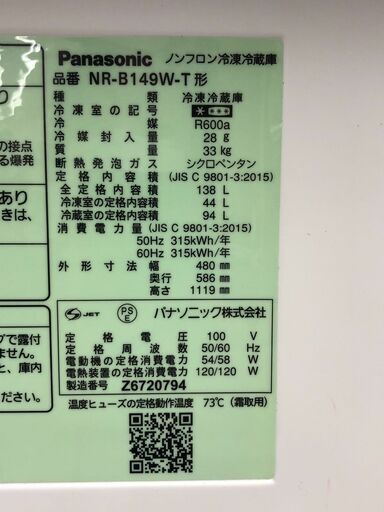 Panasonic ノンフロン冷凍冷蔵庫
品番 NR-B149W-T形
種類 冷凍冷蔵庫
冷凍室の記号 ****
冷媒 R600a
冷媒封入量 28 g
質量 33 kg
断熱発泡ガス シクロペンタン
定格内容積 (JIS C 9801-3:2015)
全定格内容積 138 L
冷凍室の定格内容積 44 L
冷蔵室の定格内容積 94 L
消費電力量 (JIS C 9801-3:2015)
50Hz 315kWh/年
60Hz 315kWh/年
外形寸法 幅 480 mm
奥行 586 mm
高さ 1119 mm
JET PSE パナソニック株式会社
定格電圧 100 V
定格周波数 50/60 Hz
電動機の定格消費電力 54/58 W
電熱装置の定格消費電力 120/120 W
製造番号 Z6720794
温度ヒューズの定格動作温度 73℃(霜取用)
の接点
る爆発
あり
きは、
グで露付
ません。
と、庫内
ください。